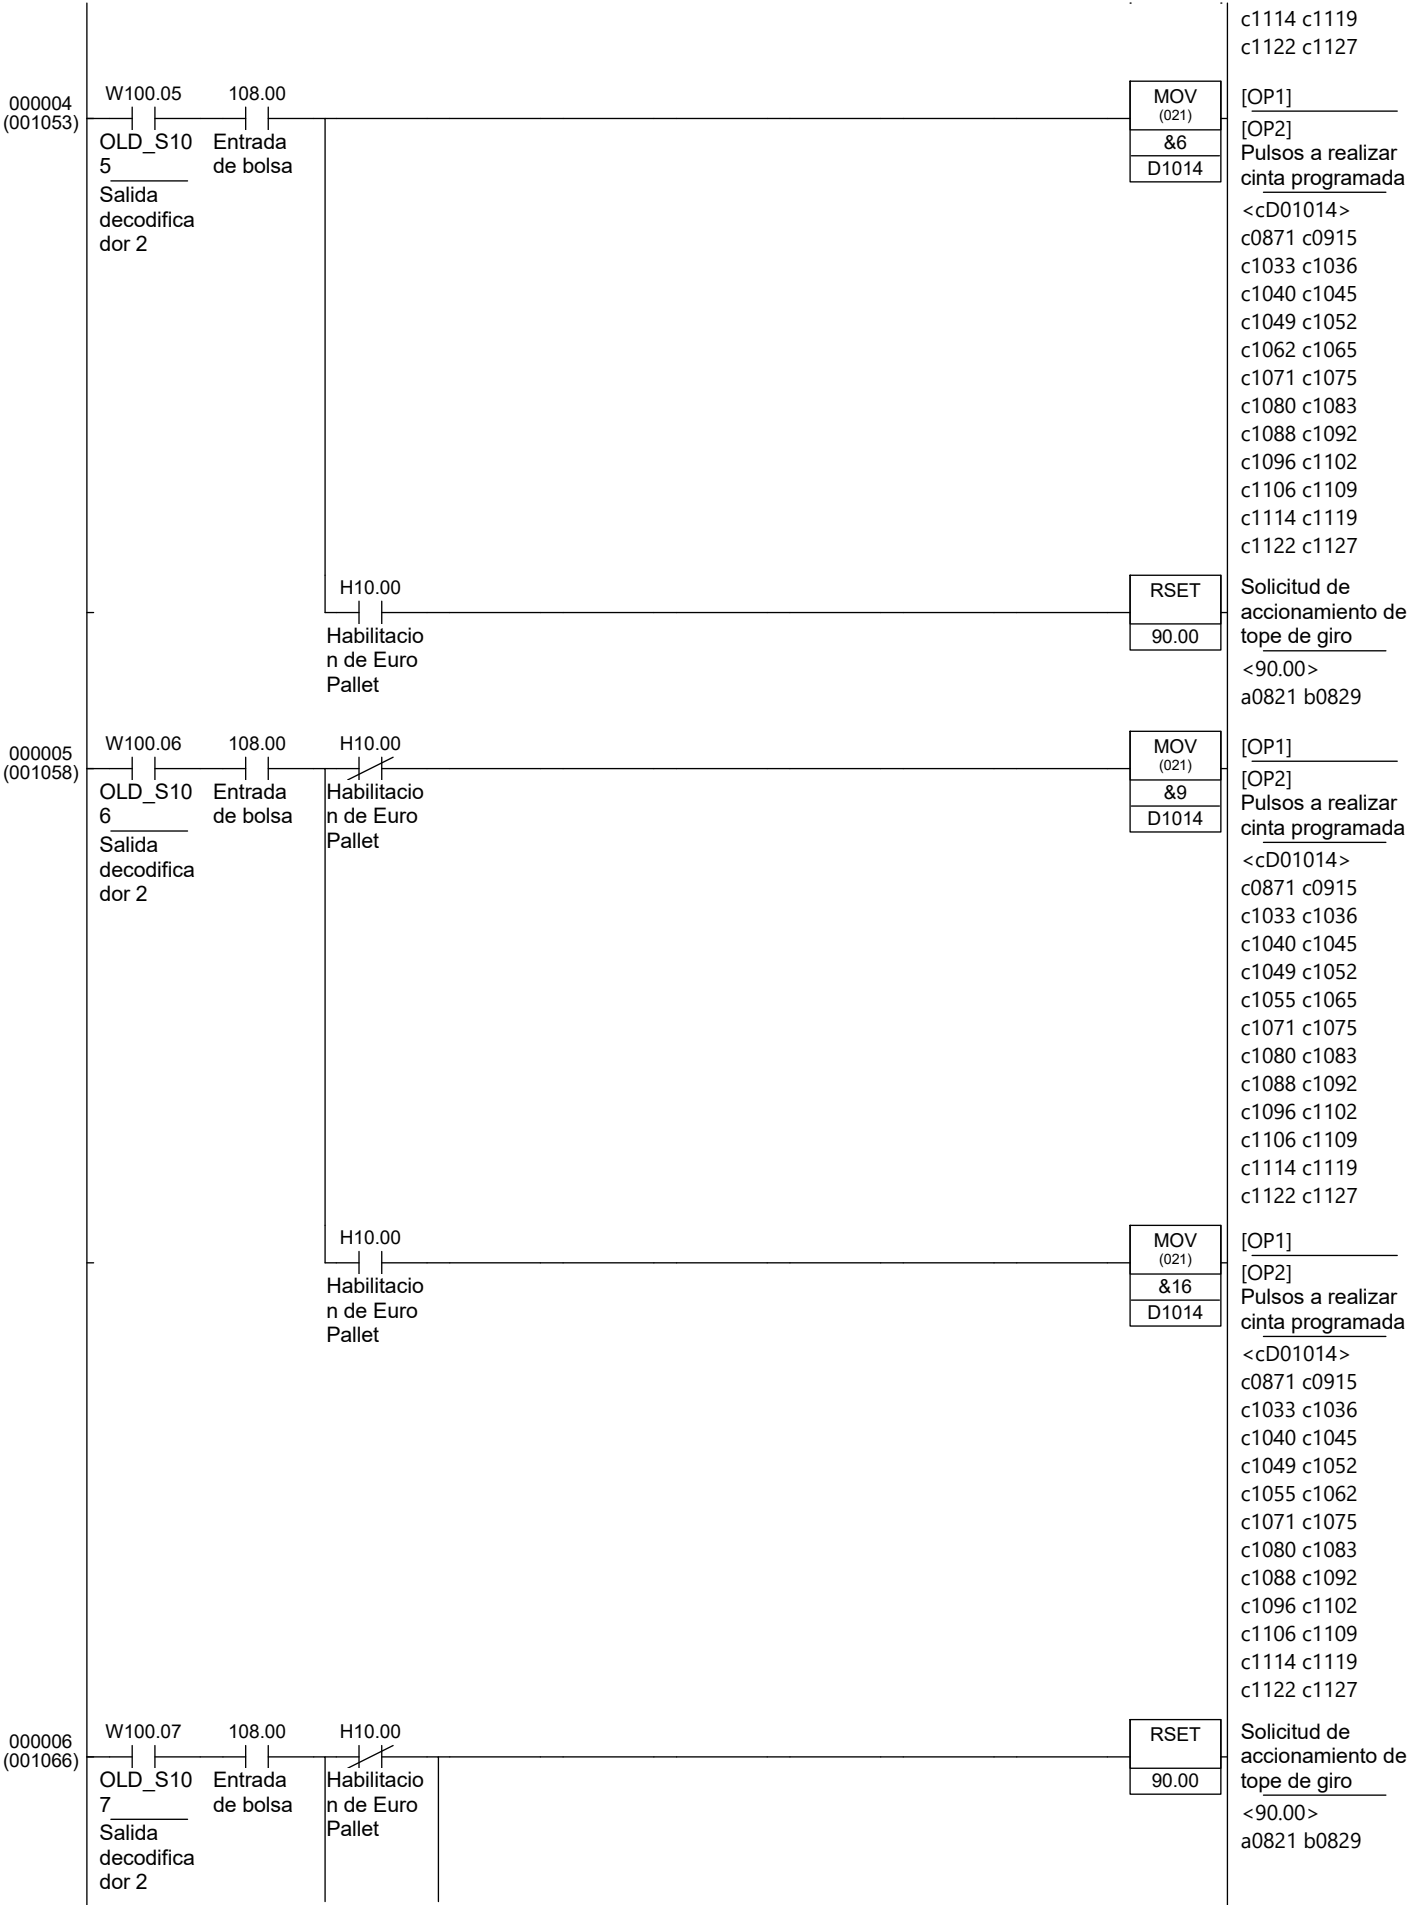 c1114 c1119
c1122 c1127
000004
(001053)
W100.05
108.00
MOV
(021)
&6
D1014
[OP1]
[OP2]
Pulsos a realizar
cinta programada
OLD_S10
5
Salida
decodifica
dor 2
Entrada
de bolsa
<cD01014>
c0871 c0915
c1033 c1036
c1040 c1045
c1049 c1052
c1062 c1065
c1071 c1075
c1080 c1083
c1088 c1092
c1096 c1102
c1106 c1109
c1114 c1119
c1122 c1127
H10.00
Habilitacio
n de Euro
Pallet
RSET
90.00
Solicitud de
accionamiento de
tope de giro
<90.00>
a0821 b0829
000005
(001058)
W100.06
108.00
H10.00
MOV
(021)
&9
D1014
[OP1]
[OP2]
Pulsos a realizar
cinta programada
OLD_S10
6
Salida
decodifica
dor 2
Entrada
de bolsa
Habilitacio
n de Euro
Pallet
<cD01014>
c0871 c0915
c1033 c1036
c1040 c1045
c1049 c1052
c1055 c1065
c1071 c1075
c1080 c1083
c1088 c1092
c1096 c1102
c1106 c1109
c1114 c1119
c1122 c1127
H10.00
Habilitacio
n de Euro
Pallet
MOV
(021)
&16
D1014
[OP1]
[OP2]
Pulsos a realizar
cinta programada
<cD01014>
c0871 c0915
c1033 c1036
c1040 c1045
c1049 c1052
c1055 c1062
c1071 c1075
c1080 c1083
c1088 c1092
c1096 c1102
c1106 c1109
c1114 c1119
c1122 c1127
000006
(001066)
W100.07
108.00
H10.00
RSET
90.00
Solicitud de
accionamiento de
tope de giro
OLD_S10
7
Salida
decodifica
dor 2
Entrada
de bolsa
Habilitacio
n de Euro
Pallet
<90.00>
a0821 b0829